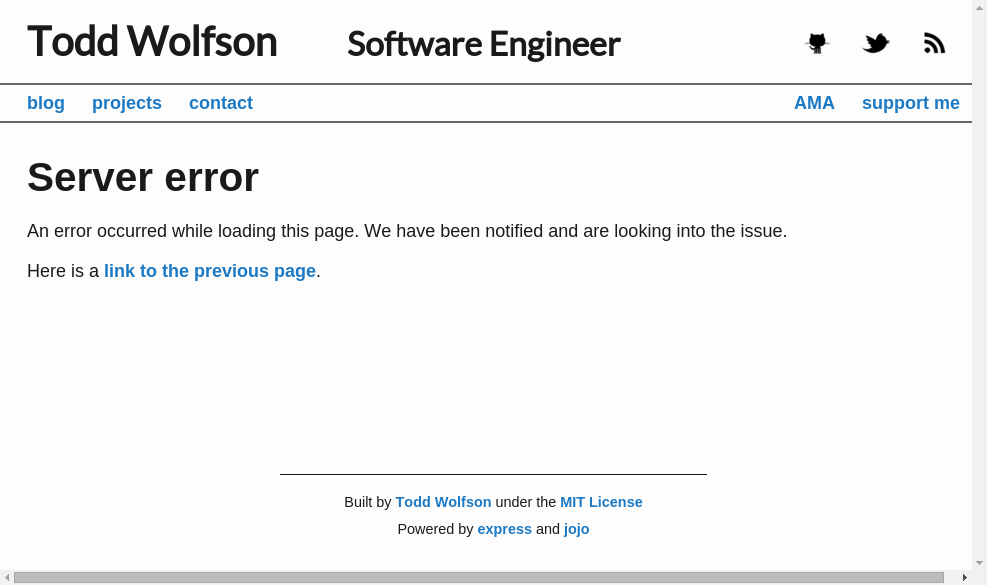 Todd Wolfson Software Engineer
blog projects contact AMA support me
Server error
An error occurred while loading this page. We have been notified and are looking into the issue.
Here is a link to the previous page.
Built by Todd Wolfson under the MIT License
Powered by express and jojo